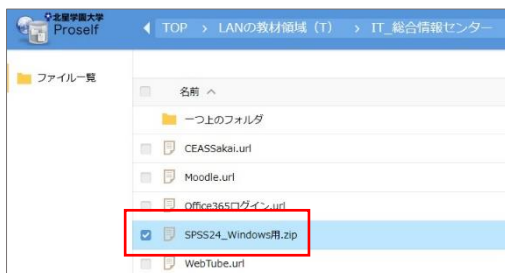 北星学園大学
Proself
TOP > LANの教材領域（T） > IT_総合情報センター
ファイル一覧
名前 ^
一つ上のフォルダ
CEASSakai.url
Moodle.url
Office365ログイン.url
SPSS24_Windows用.zip
WebTube.url